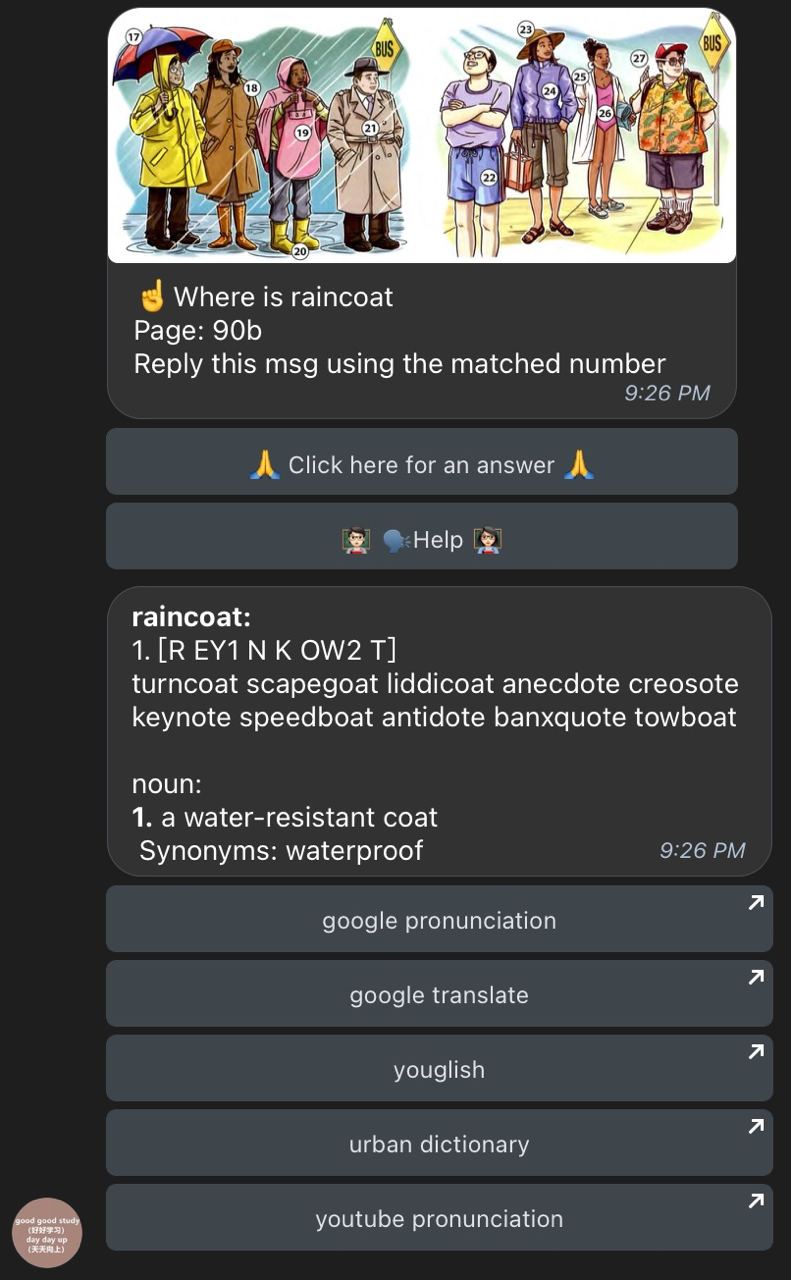 17
BUS
18
19
21
20
23
BUS
27
25
24
26
22
☝️ Where is raincoat
Page: 90b
Reply this msg using the matched number
9:26 PM
🙏 Click here for an answer 🙏
👨🏻‍🏫 🗣Help 👩🏻‍🏫
raincoat:
1. [R EY1 N K OW2 T]
turncoat scapegoat liddicoat anecdote creosote
keynote speedboat antidote banxquote towboat
noun:
1. a water-resistant coat
Synonyms: waterproof
9:26 PM
google pronunciation
google translate
youglish
urban dictionary
youtube pronunciation
good good study
(好好学习)
day day up
(天天向上)